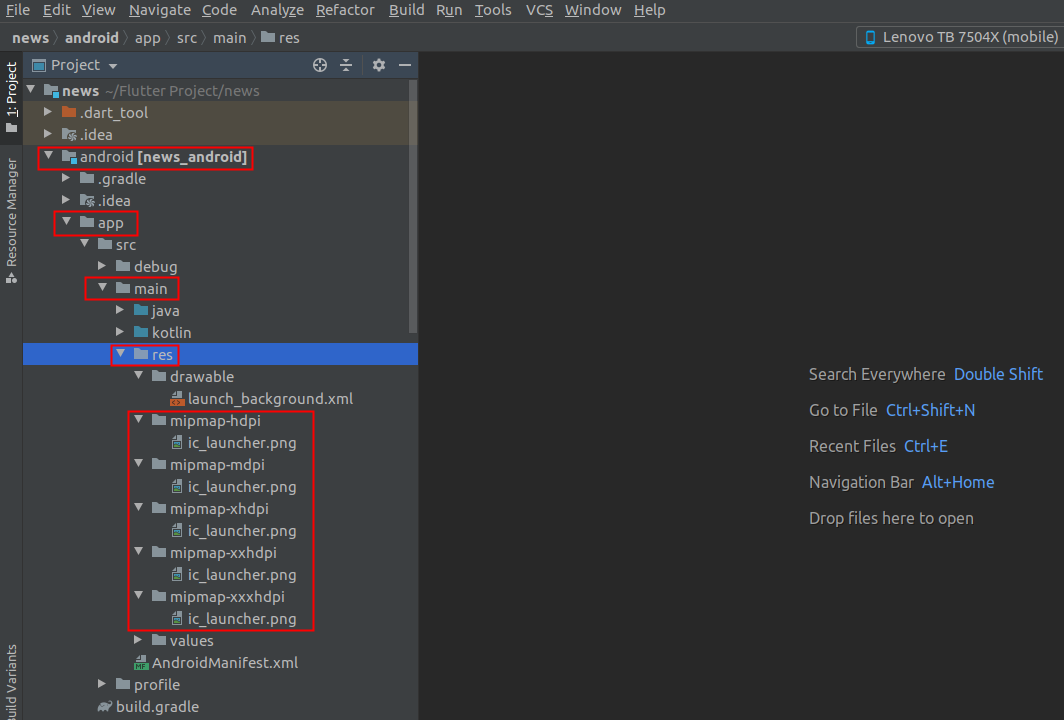 File Edit View Navigate Code Analyze Refactor Build Run Tools VCS Window Help
news android app src main res Lenovo TB 7504X (mobile)
Project
1: Project
Resource Manager
Build Variants
news ~/Flutter Project/news
.dart_tool
.idea
android [news_android]
.gradle
.idea
app
src
debug
main
java
kotlin
res
drawable
launch_background.xml
mipmap-hdpi
ic_launcher.png
mipmap-mdpi
ic_launcher.png
mipmap-xhdpi
ic_launcher.png
mipmap-xxhdpi
ic_launcher.png
mipmap-xxxhdpi
ic_launcher.png
values
AndroidManifest.xml
profile
build.gradle
Search Everywhere Double Shift
Go to File Ctrl+Shift+N
Recent Files Ctrl+E
Navigation Bar Alt+Home
Drop files here to open